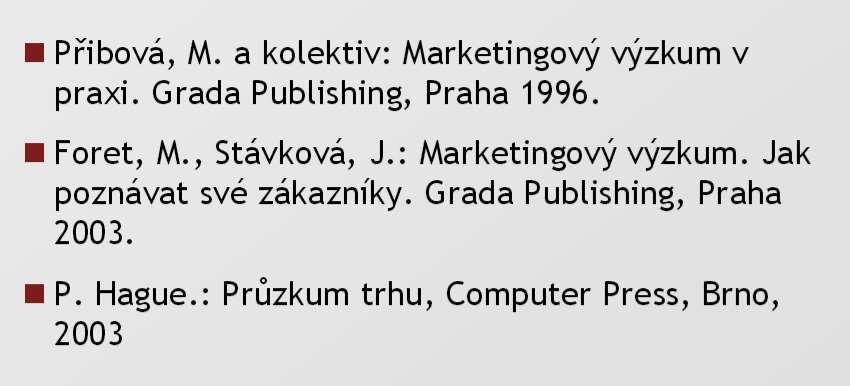 Přibová, M. a kolektiv: Marketingový výzkum v
praxi. Grada Publishing, Praha 1996.
Foret, M., Stávková, J.: Marketingový výzkum. Jak
poznávat své zákazníky. Grada Publishing, Praha
2003.
P. Hague.: Průzkum trhu, Computer Press, Brno,
2003